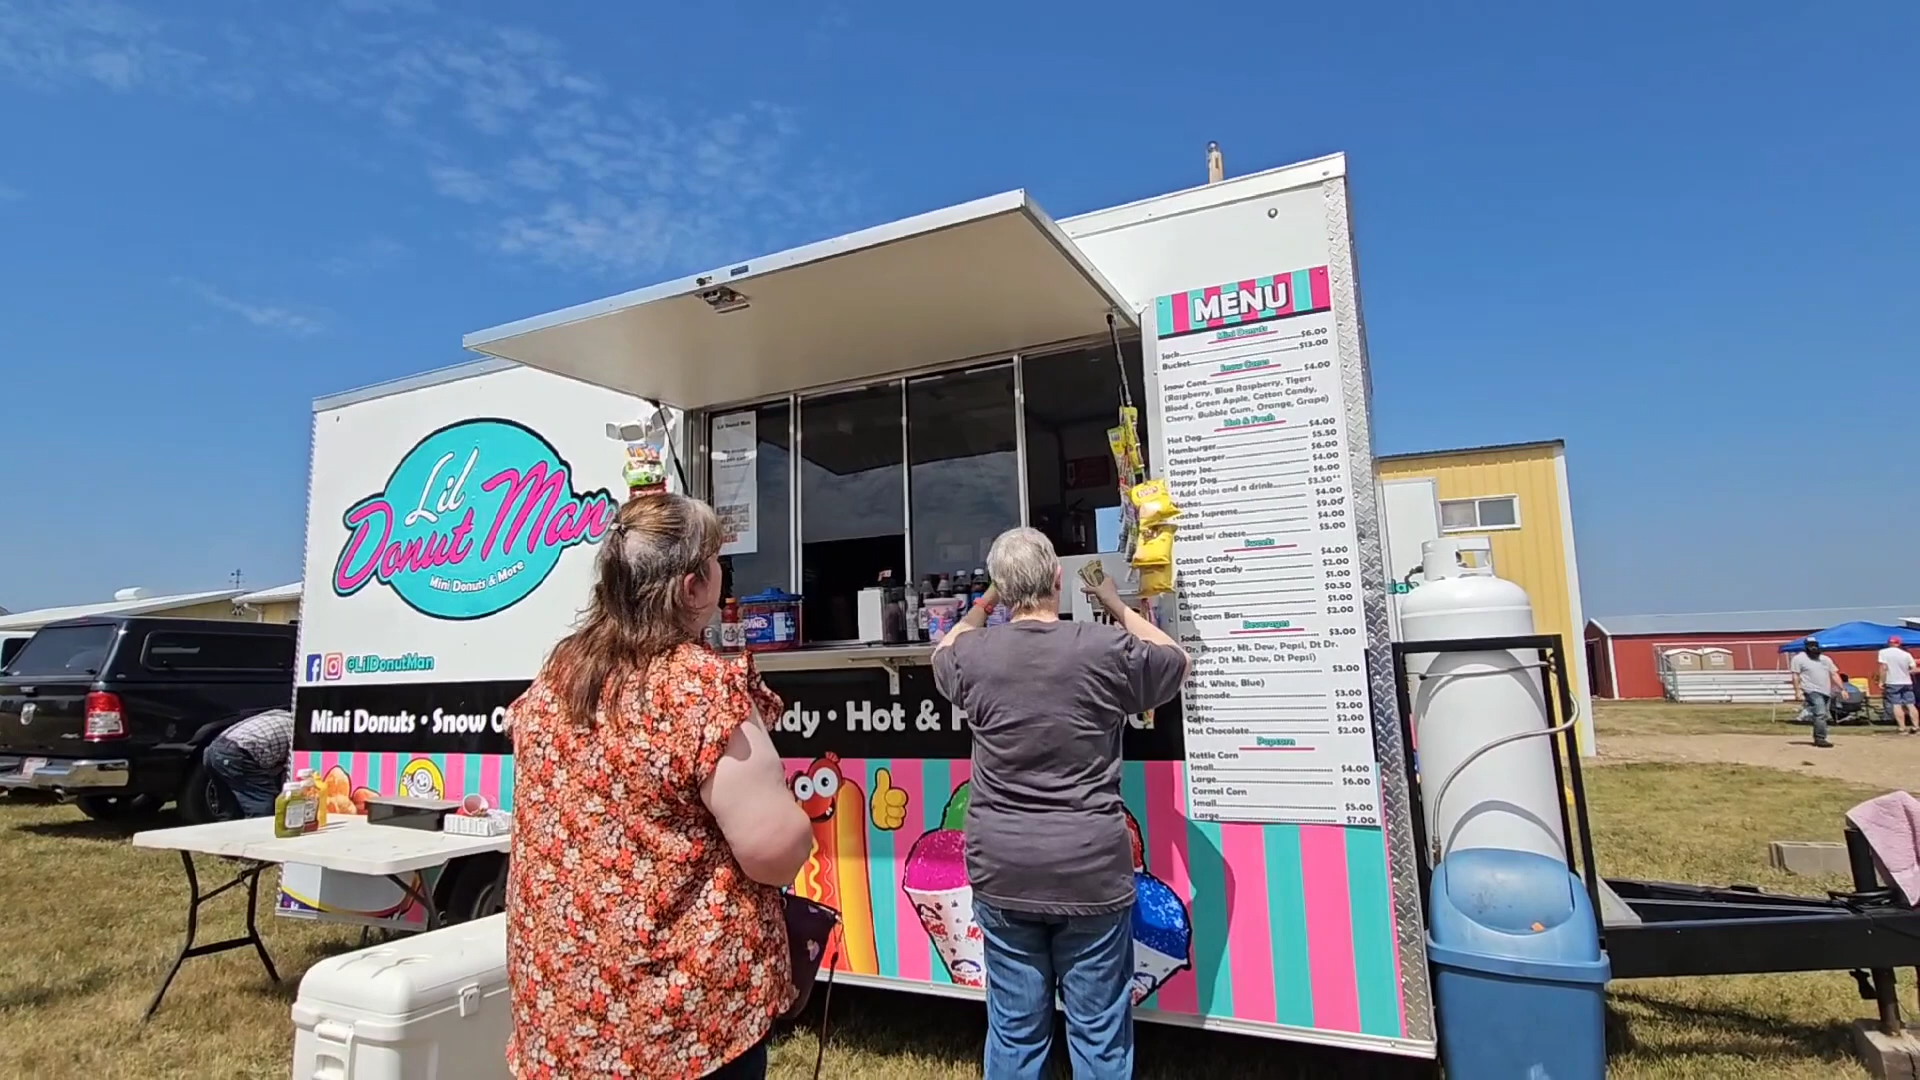 Lil
Donut Man
Mini Donuts & More
@LilDonutMan
Mini Donuts • Snow
dy • Hot &
Lil Donut Man
MENU
Mini Donuts
Sack $6.00
Bucket $13.00
Snow Cones
Snow Cone $4.00
(Raspberry, Blue Raspberry, Tigers
Blood , Green Apple, Cotton Candy,
Cherry, Bubble Gum, Orange, Grape)
Hot & Fresh
Hot Dog $4.00
Hamburger $5.50
Cheeseburger $6.00
Sloppy Joe $4.00
Sloppy Dog $6.00
**Add chips and a drink $3.50**
Nachos $4.00
Nacho Supreme $9.00
Pretzel $4.00
Pretzel w/ cheese $5.00
Sweets
Cotton Candy $4.00
Assorted Candy $2.00
Ring Pop $1.00
Airheads $0.50
Chips $1.00
Ice Cream Bars $2.00
Beverages
Soda $3.00
Dr. Pepper, Mt. Dew, Pepsi, Dt Dr.
pper, Dt Mt. Dew, Dt Pepsi)
atorade $3.00
(Red, White, Blue)
Lemonade $3.00
Water $2.00
Coffee $2.00
Hot Chocolate $2.00
Popcorn
Kettle Corn
Small $4.00
Large $6.00
Carmel Corn
Small $5.00
Large $7.00